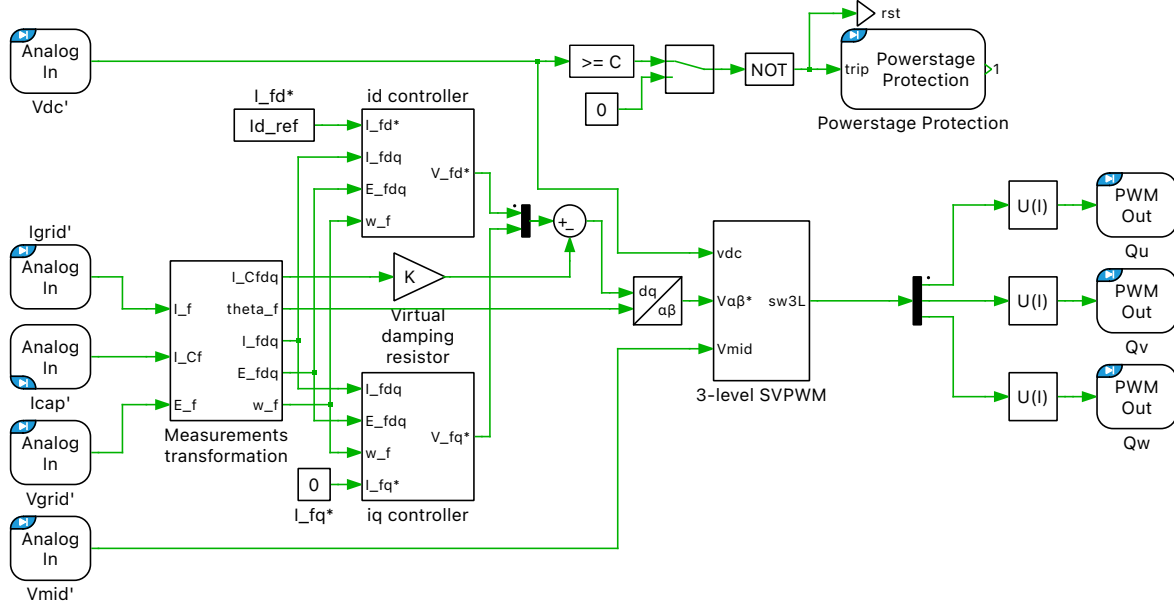 Analog
In
Vdc'
>= C
0
NOT
rst
trip
Powerstage
Protection
1
Powerstage Protection
I_fd*
Id_ref
id controller
I_fd*
I_fdq
E_fdq
w_f
V_fd*
+
-
Igrid'
Analog
In
Analog
In
Icap'
Analog
In
Vgrid'
Analog
In
Vmid'
I_f
I_Cf
E_f
I_Cfdq
theta_f
I_fdq
E_fdq
w_f
Measurements
transformation
K
Virtual
damping
resistor
I_fdq
E_fdq
w_f
I_fq*
V_fq*
iq controller
0
I_fq*
dq
αβ
vdc
Vαβ*
Vmid
sw3L
3-level SVPWM
U(I)
PWM
Out
Qu
U(I)
PWM
Out
Qv
U(I)
PWM
Out
Qw